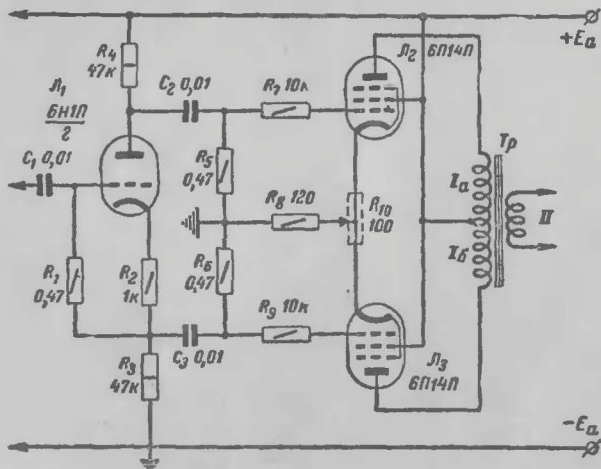 +Eа
R4
47к
Л1
6Н1П
2
C2 0,01
R7 10к
Л2
6П14П
C1 0,01
R5
0,47
R8 120
R10
100
Тр
Iа
Iб
II
R1
0,47
R2
1к
R6
0,47
R9 10к
C3 0,01
R3
47к
Л3
6П14П
-Eа